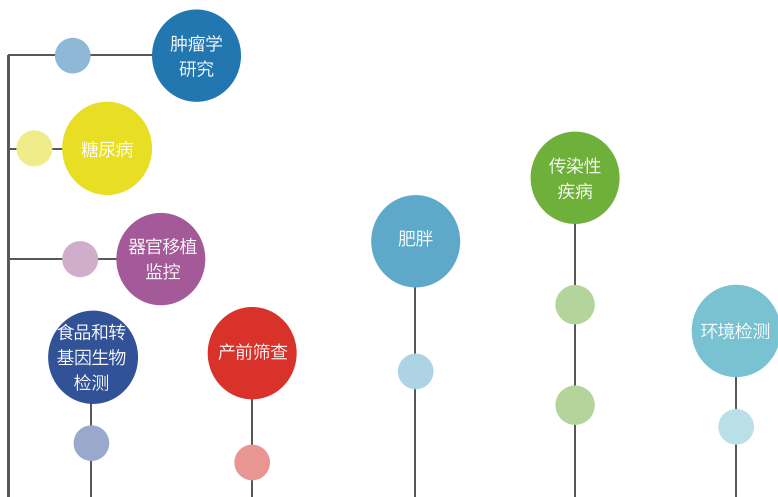 肿瘤学
研究
糖尿病
器官移植
监控
食品和转
基因生物
检测
产前筛查
肥胖
传染性
疾病
环境检测